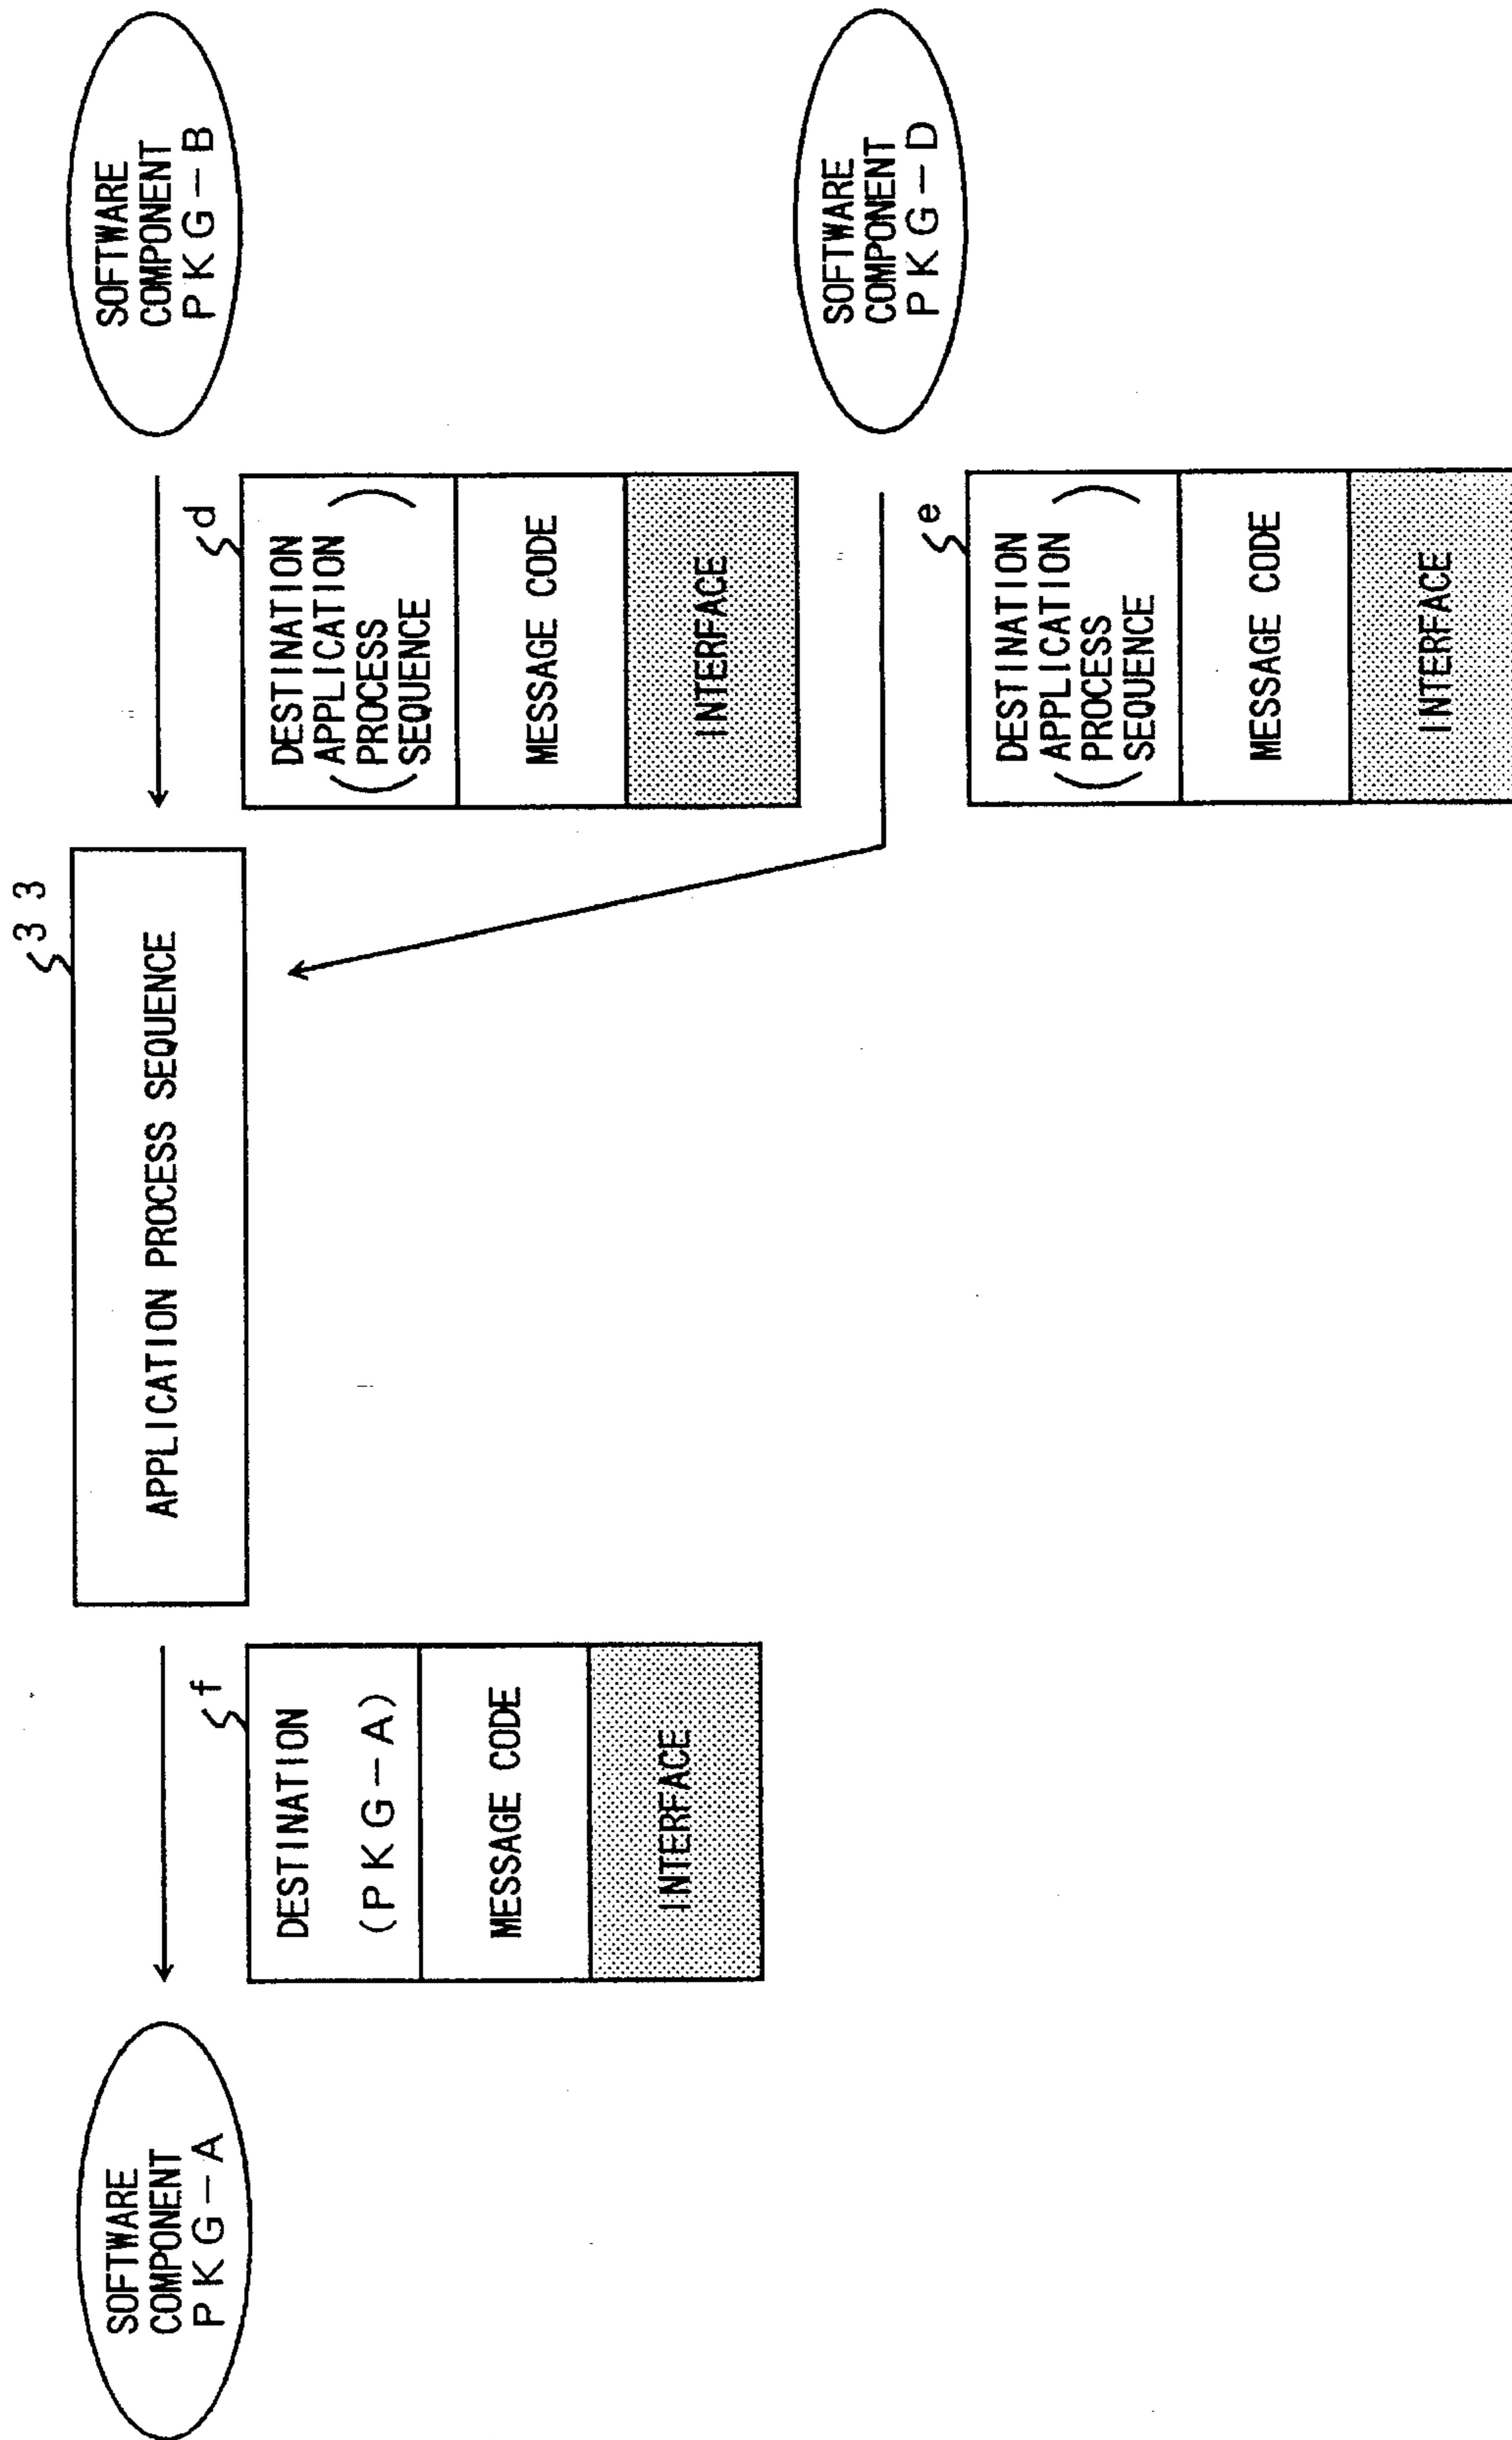 SOFTWARE
COMPONENT
PKG-A
f
DESTINATION
(PKG-A)
MESSAGE CODE
INTERFACE
33
APPLICATION PROCESS SEQUENCE
d
DESTINATION
(APPLICATION
PROCESS
SEQUENCE)
MESSAGE CODE
INTERFACE
SOFTWARE
COMPONENT
PKG-B
e
DESTINATION
(APPLICATION
PROCESS
SEQUENCE)
MESSAGE CODE
INTERFACE
SOFTWARE
COMPONENT
PKG-D